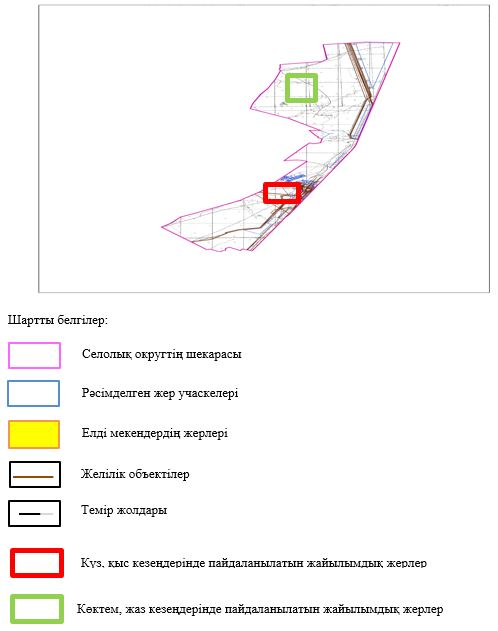 Шартты белгілер:
Селолық округтің шекарасы
Рәсімделген жер учаскелері
Елді мекендердің жерлері
Желілік объектілер
Темір жолдары
Күз, қыс кезеңдерінде пайдаланылатын жайылымдық жерлер
Көктем, жаз кезеңдерінде пайдаланылатын жайылымдық жерлер